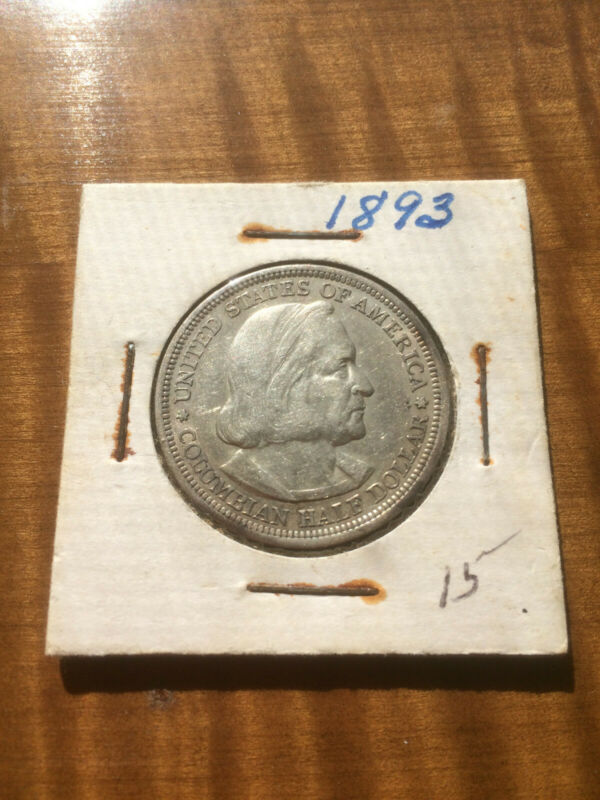 1893
UNITED STATES OF AMERICA
COLUMBIAN HALF DOLLAR
15